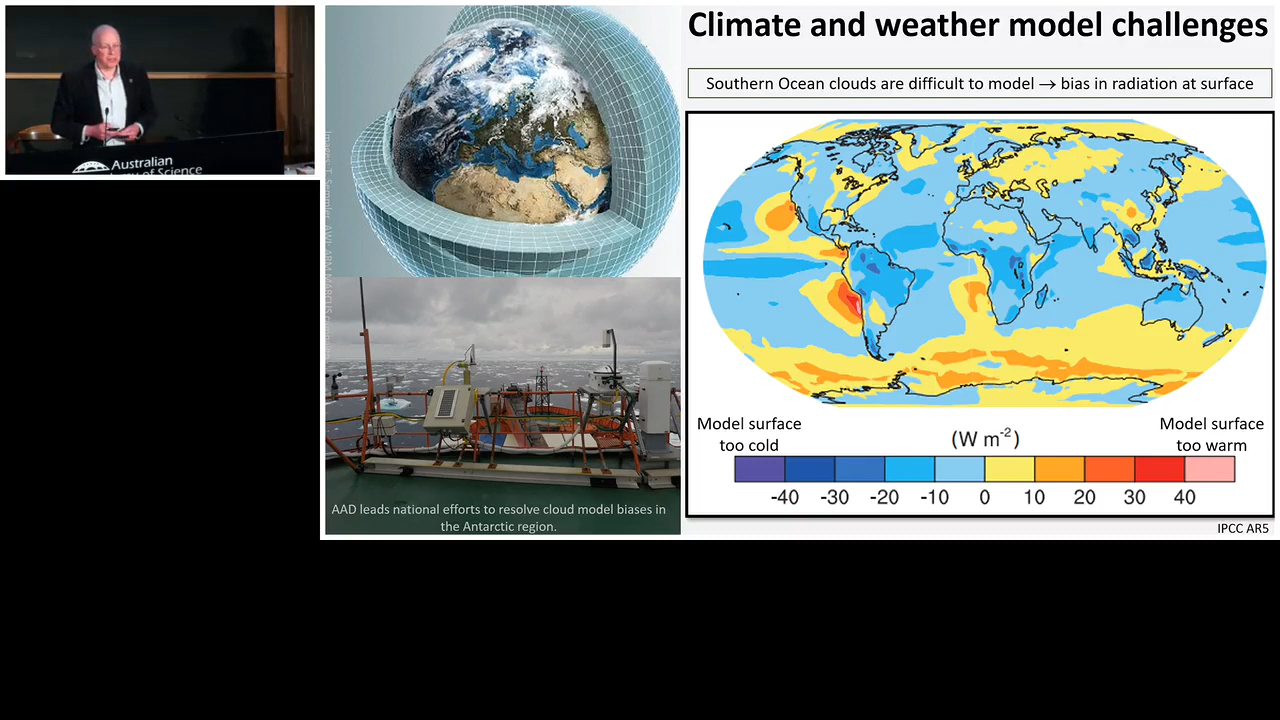 Australian
of Science
Climate and weather model challenges
Southern Ocean clouds are difficult to model → bias in radiation at surface
Model surface
too cold
(W m⁻²)
Model surface
too warm
-40 -30 -20 -10 0 10 20 30 40
AAD leads national efforts to resolve cloud model biases in
the Antarctic region.
IPCC AR5